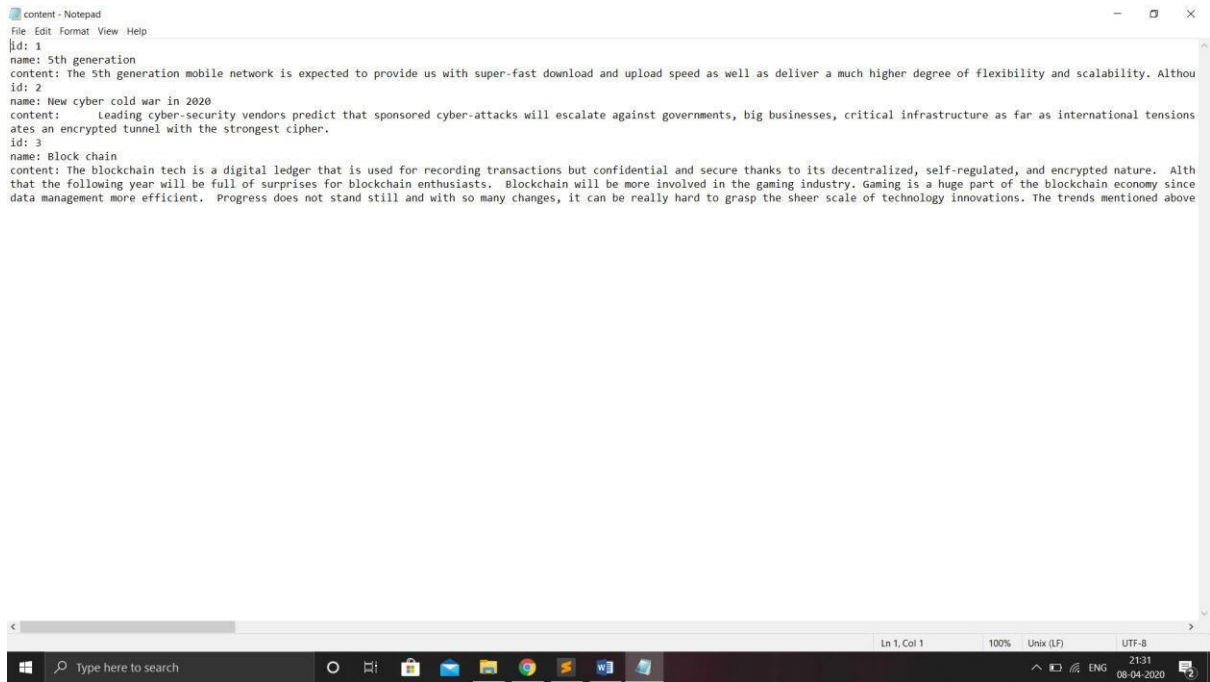 content - Notepad
File Edit Format View Help
id: 1
name: 5th generation
content: The 5th generation mobile network is expected to provide us with super-fast download and upload speed as well as deliver a much higher degree of flexibility and scalability. Althou
id: 2
name: New cyber cold war in 2020
content: Leading cyber-security vendors predict that sponsored cyber-attacks will escalate against governments, big businesses, critical infrastructure as far as international tensions
ates an encrypted tunnel with the strongest cipher.
id: 3
name: Block chain
content: The blockchain tech is a digital ledger that is used for recording transactions but confidential and secure thanks to its decentralized, self-regulated, and encrypted nature. Alth
that the following year will be full of surprises for blockchain enthusiasts. Blockchain will be more involved in the gaming industry. Gaming is a huge part of the blockchain economy since
data management more efficient. Progress does not stand still and with so many changes, it can be really hard to grasp the sheer scale of technology innovations. The trends mentioned above
Ln 1, Col 1 100% Unix (LF) UTF-8
Type here to search
ENG
21:31
08-04-2020
2